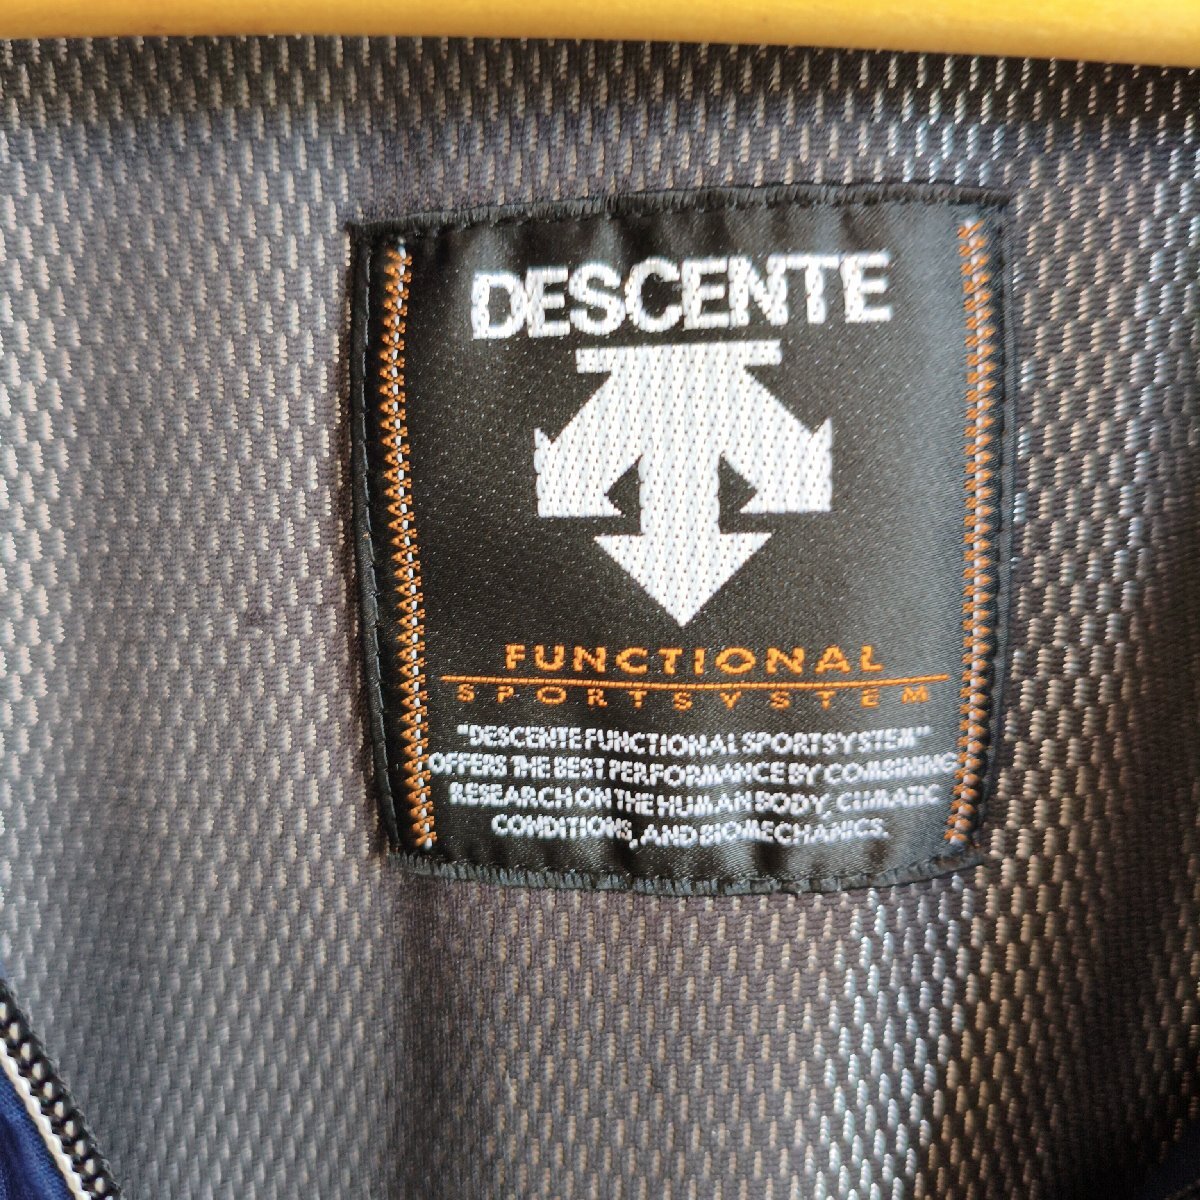 DESCENTE
FUNCTIONAL
SPORTSYSTEM
"DESCENTE FUNCTIONAL SPORTSYSTEM"
OFFERS THE BEST PERFORMANCE BY COMBINING
RESEARCH ON THE HUMAN BODY, CLIMATIC
CONDITIONS, AND BIOMECHANICS.